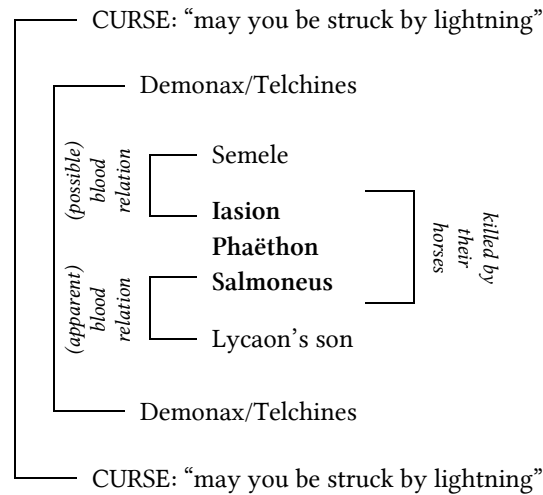 CURSE: “may you be struck by lightning”
Demonax/Telchines
(possible)
blood
relation
Semele
Iasion
Phaëthon
Salmoneus
killed by
their
horses
(apparent)
blood
relation
Lycaon’s son
Demonax/Telchines
CURSE: “may you be struck by lightning”